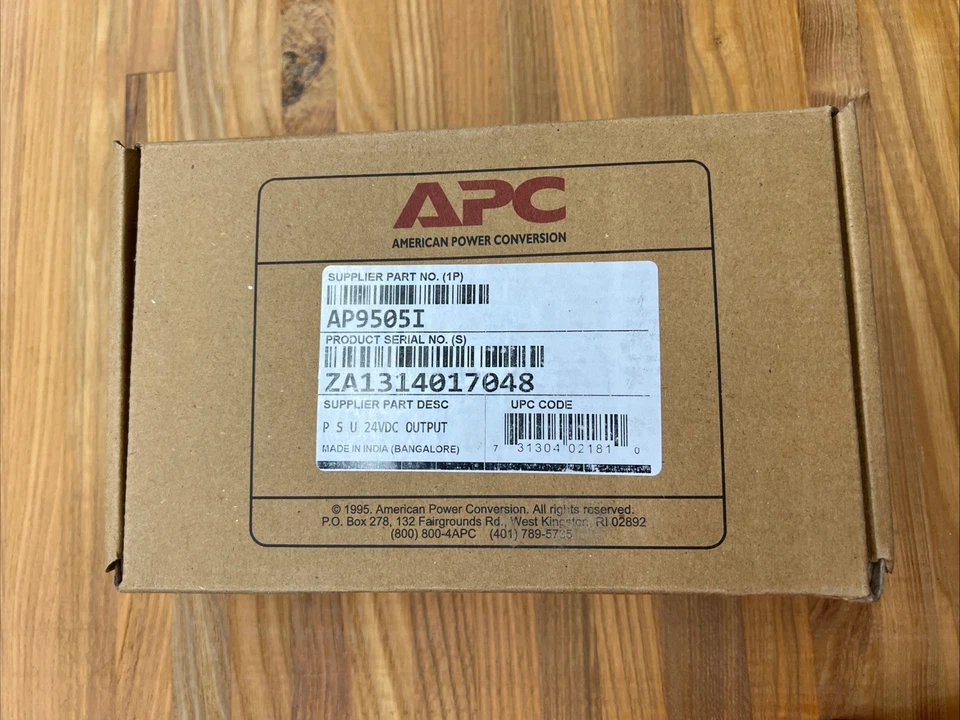 APC
AMERICAN POWER CONVERSION
SUPPLIER PART NO. (1P)
AP9505I
PRODUCT SERIAL NO. (S)
ZA1314017048
SUPPLIER PART DESC
UPC CODE
P S U 24VDC OUTPUT
MADE IN INDIA (BANGALORE)
7 31304 02181 0
© 1995. American Power Conversion. All rights reserved.
P.O. Box 278, 132 Fairgrounds Rd., West Kingston, RI 02892
(800) 800-4APC (401)